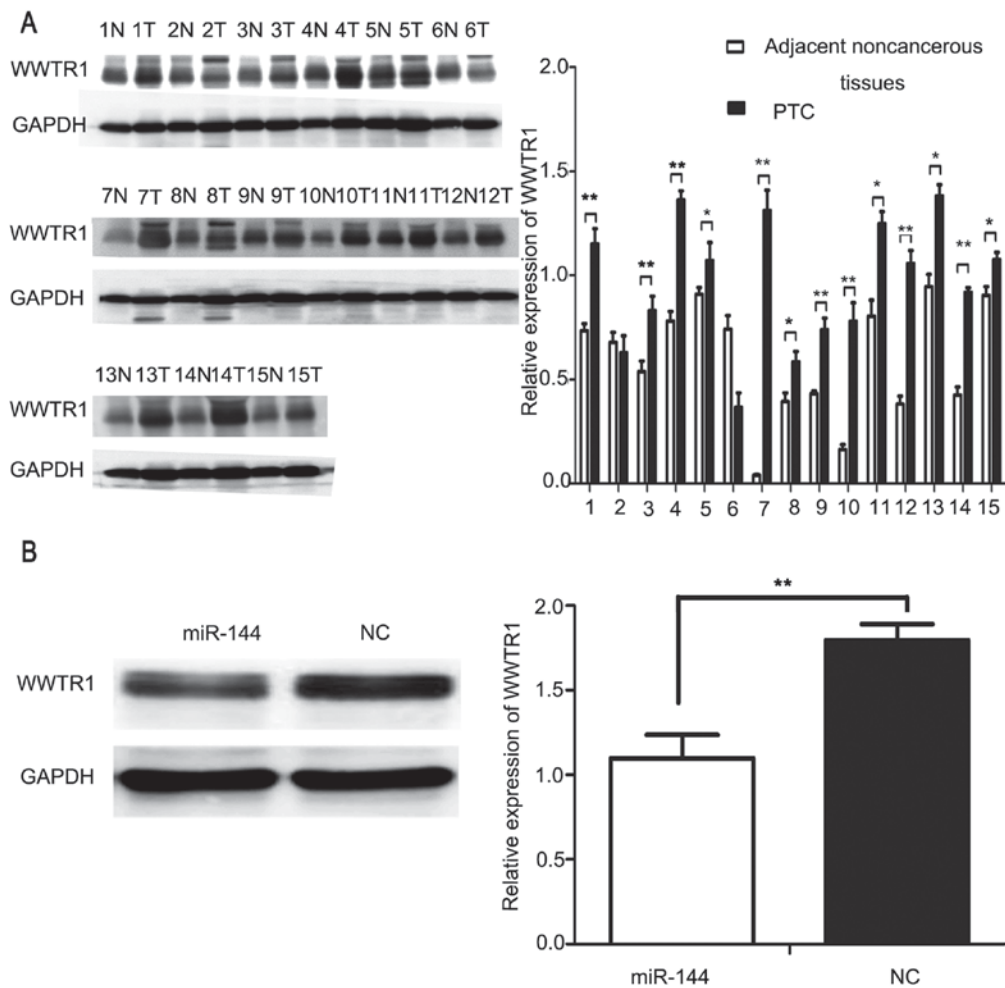 A
1N 1T 2N 2T 3N 3T 4N 4T 5N 5T 6N 6T
WWTR1
GAPDH
7N 7T 8N 8T 9N 9T 10N10T11N11T12N12T
WWTR1
GAPDH
13N 13T 14N14T 15N 15T
WWTR1
GAPDH
Adjacent noncancerous
tissues
PTC
Relative expression of WWTR1
2.0
1.5
1.0
0.5
0.0
** ** ** * ** * ** ** * ** * ** *
1 2 3 4 5 6 7 8 9 10 11 12 13 14 15
B
miR-144 NC
WWTR1
GAPDH
Relative expression of WWTR1
2.0
1.5
1.0
0.5
0.0
**
miR-144 NC